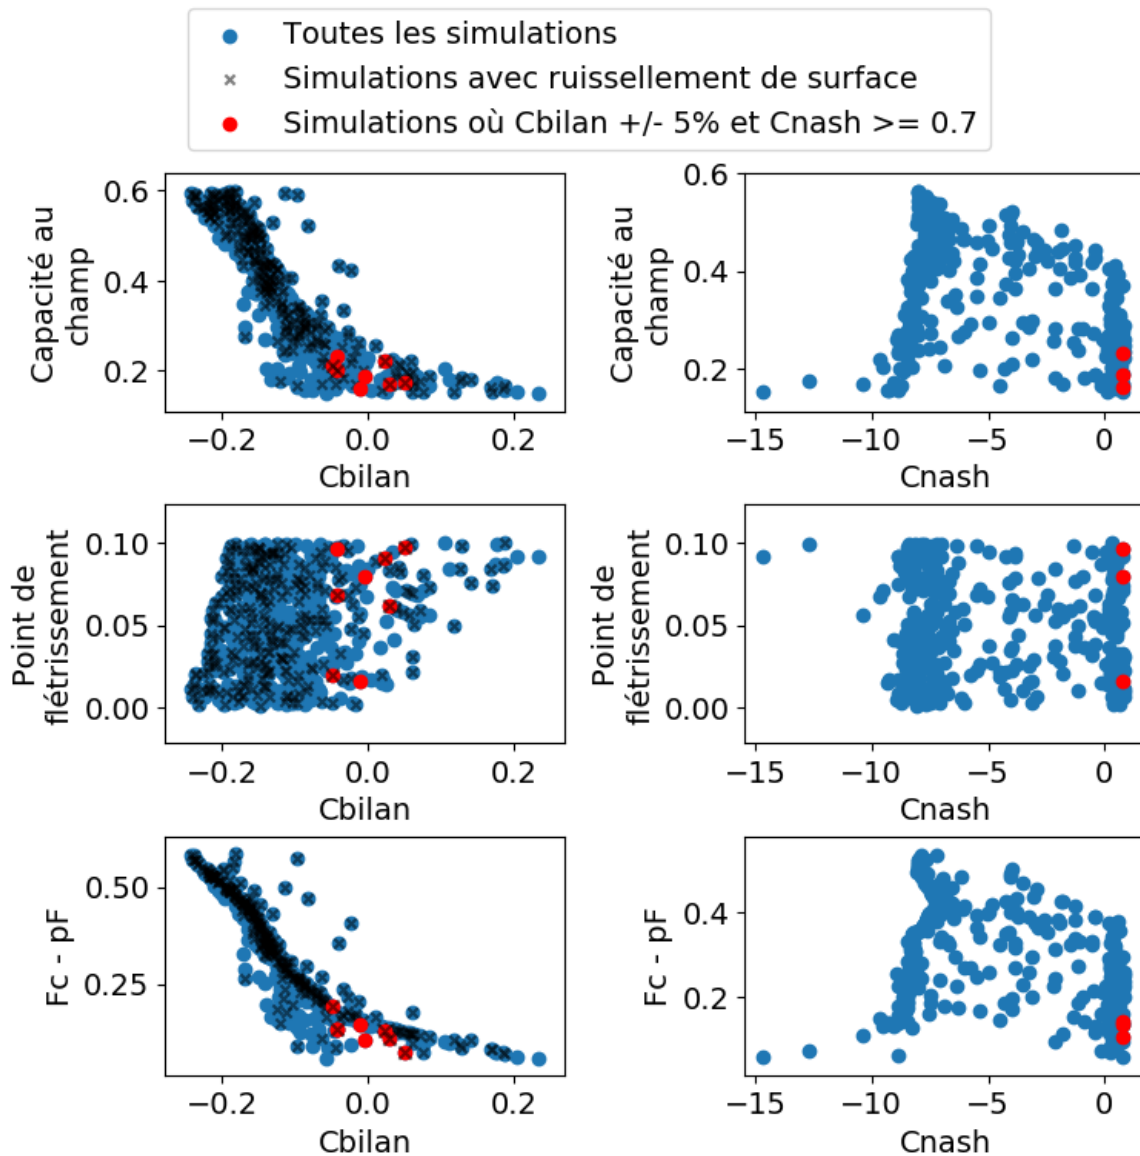 Toutes les simulations
Simulations avec ruissellement de surface
Simulations où Cbilan +/- 5% et Cnash >= 0.7
Capacité au
champ
0.6
0.4
0.2
−0.2
0.0
0.2
Cbilan
Capacité au
champ
0.6
0.4
0.2
−15
−10
−5
0
Cnash
Point de
flétrissement
0.10
0.05
0.00
−0.2
0.0
0.2
Cbilan
Point de
flétrissement
0.10
0.05
0.00
−15
−10
−5
0
Cnash
Fc - pF
0.50
0.25
−0.2
0.0
0.2
Cbilan
Fc - pF
0.4
0.2
−15
−10
−5
0
Cnash